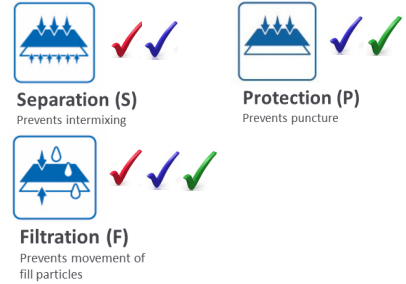 Separation (S)
Prevents intermixing
Protection (P)
Prevents puncture
Filtration (F)
Prevents movement of
fill particles